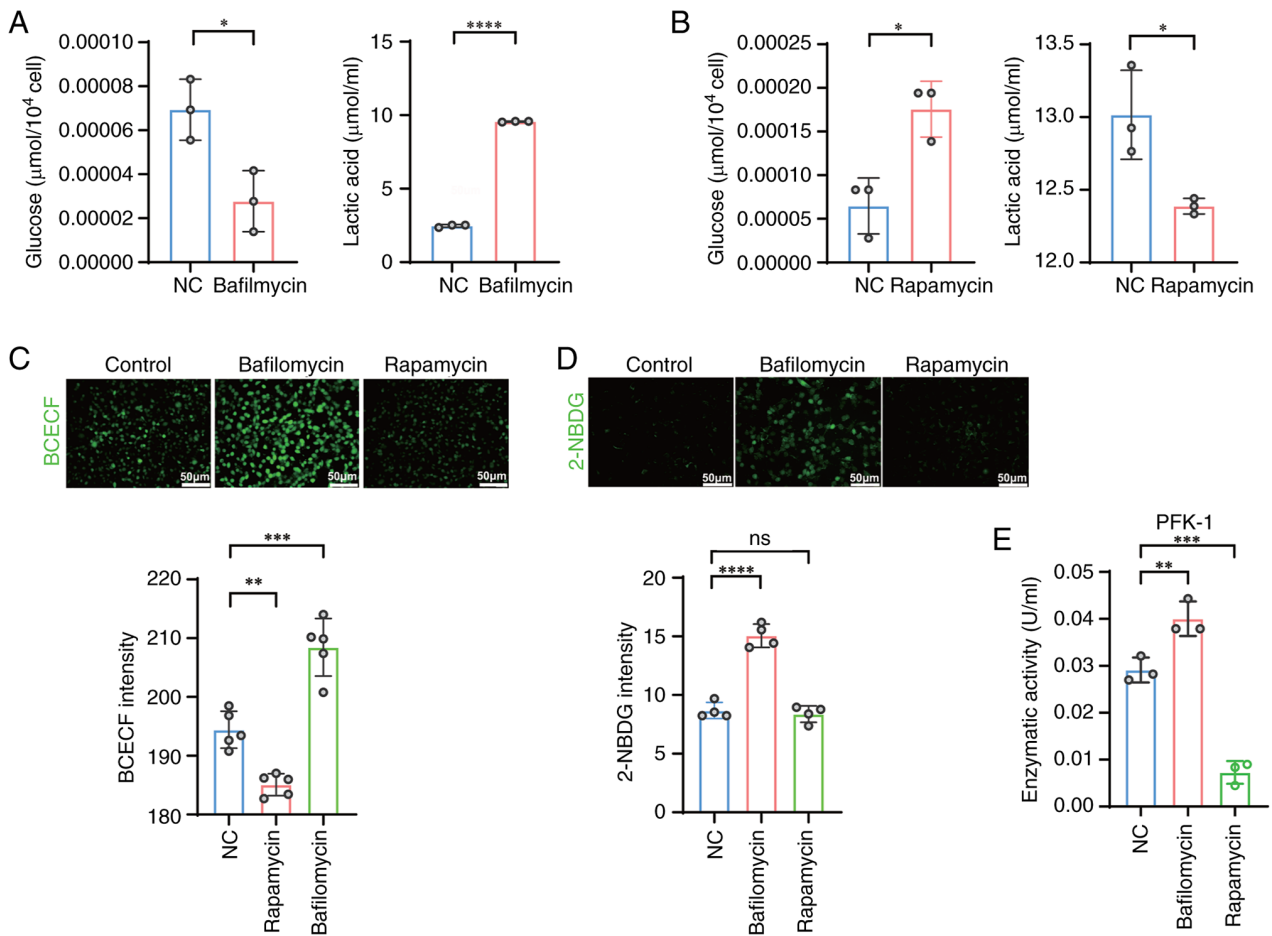 A
*
Glucose (μmol/10⁴ cell)
0.00010
0.00008
0.00006
0.00004
0.00002
0.00000
NC Bafilmycin
****
Lactic acid (μmol/ml)
15
10
5
0
NC Bafilmycin
B
*
Glucose (μmol/10⁴ cell)
0.00025
0.00020
0.00015
0.00010
0.00005
0.00000
NC Rapamycin
*
Lactic acid (μmol/ml)
13.5
13.0
12.5
12.0
NC Rapamycin
C
Control Bafilomycin Rapamycin
BCECF
50μm 50μm 50μm
***
**
BCECF intensity
220
210
200
190
180
NC
Rapamycin
Bafilomycin
D
Control Bafilomycin Rapamycin
2-NBDG
50μm 50μm 50μm
ns
****
2-NBDG intensity
20
15
10
5
0
NC
Bafilomycin
Rapamycin
E
PFK-1
***
**
Enzymatic activity (U/ml)
0.05
0.04
0.03
0.02
0.01
0.00
NC
Bafilomycin
Rapamycin